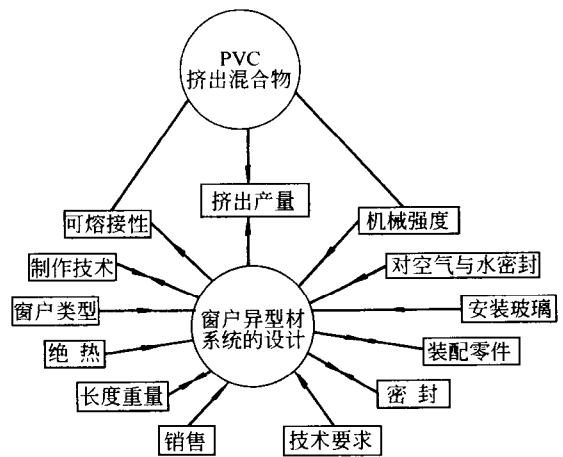 PVC
挤出混合物
可熔接性
挤出产量
机械强度
制作技术
对空气与水密封
窗户类型
窗户异型材
系统的设计
安装玻璃
绝热
装配零件
长度重量
密封
销售
技术要求